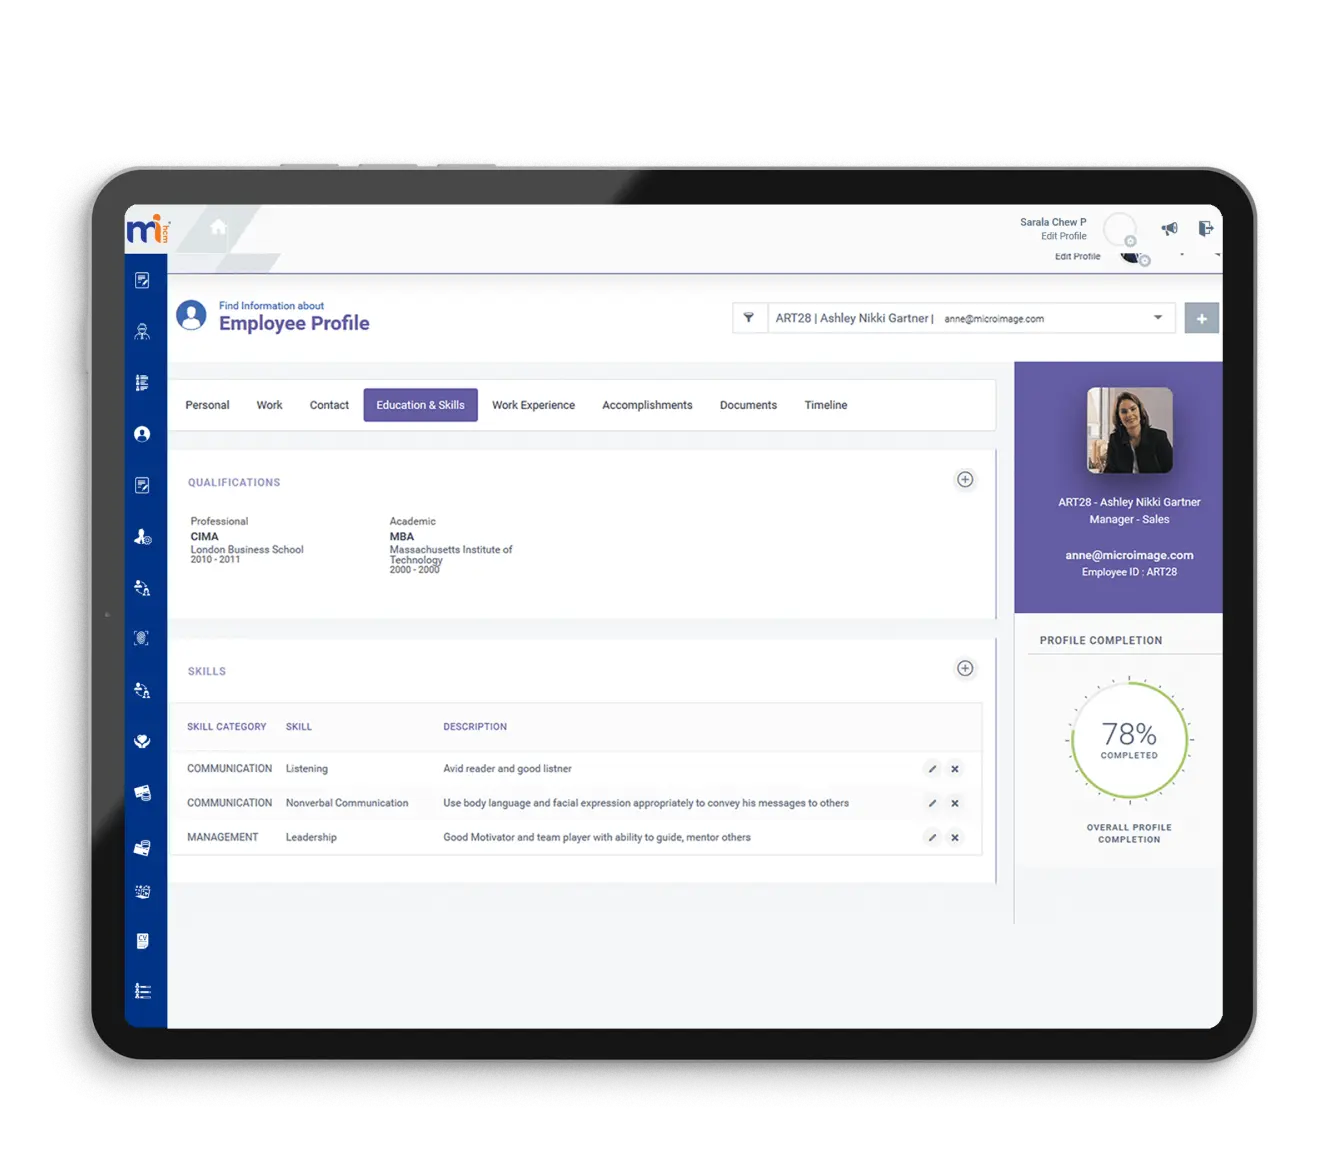 mi hcm
Sarala Chew P
Edit Profile
Edit Profile
Find Information about
Employee Profile
ART28 | Ashley Nikki Gartner | anne@microimage.com
Personal Work Contact Education & Skills Work Experience Accomplishments Documents Timeline
QUALIFICATIONS
Professional
CIMA
London Business School
2010 - 2011
Academic
MBA
Massachusetts Institute of
Technology
2000 - 2000
SKILLS
SKILL CATEGORY SKILL DESCRIPTION
COMMUNICATION Listening Avid reader and good listner
COMMUNICATION Nonverbal Communication Use body language and facial expression appropriately to convey his messages to others
MANAGEMENT Leadership Good Motivator and team player with ability to guide, mentor others
ART28 - Ashley Nikki Gartner
Manager - Sales
anne@microimage.com
Employee ID : ART28
PROFILE COMPLETION
78%
COMPLETED
OVERALL PROFILE
COMPLETION
CV